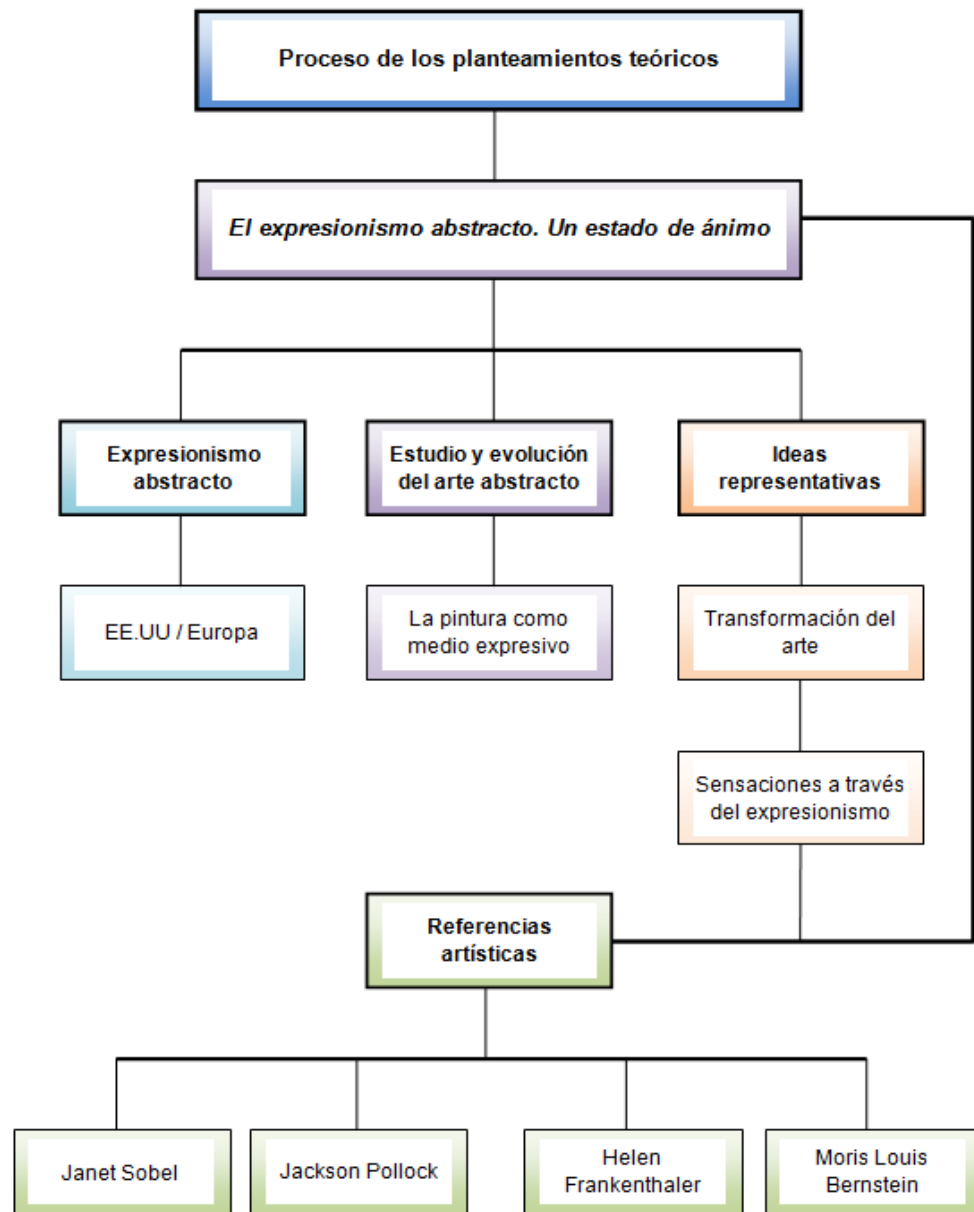 Proceso de los planteamientos teóricos
El expresionismo abstracto. Un estado de ánimo
Expresionismo
abstracto
Estudio y evolución
del arte abstracto
Ideas
representativas
EE.UU / Europa
La pintura como
medio expresivo
Transformación del
arte
Sensaciones a través
del expresionismo
Referencias
artísticas
Janet Sobel
Jackson Pollock
Helen
Frankenthaler
Moris Louis
Bernstein